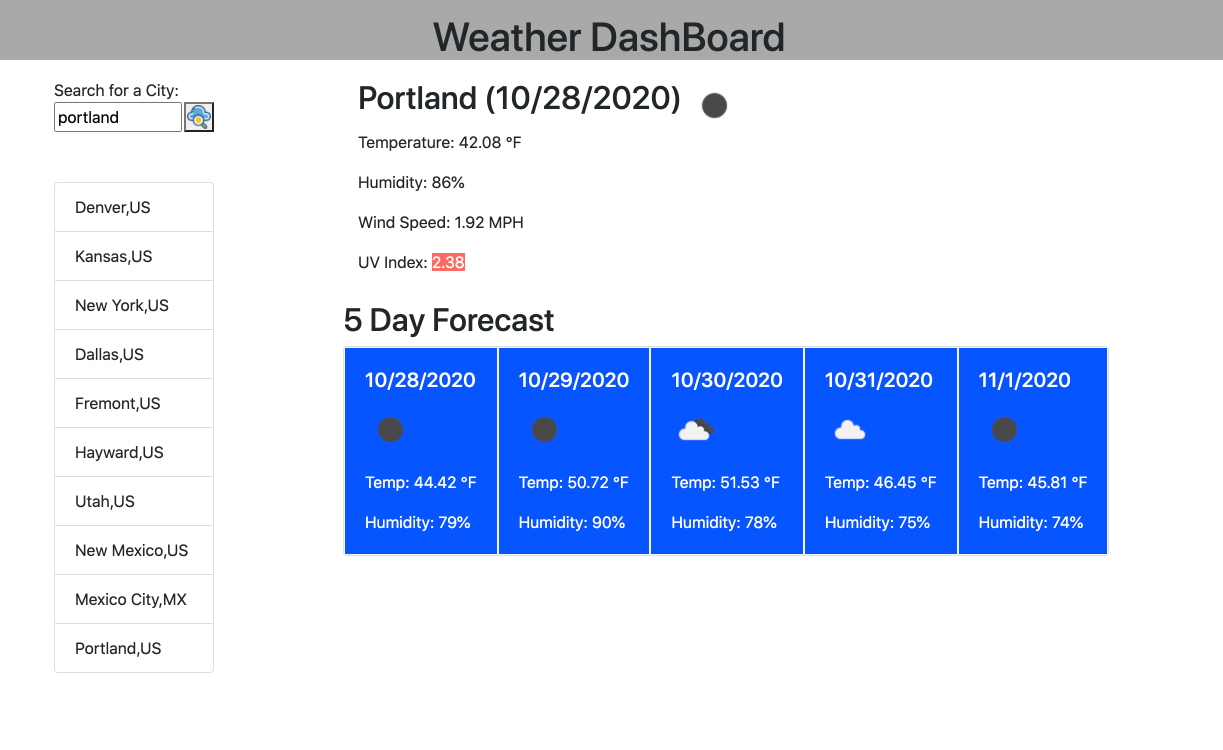 Weather DashBoard
Search for a City:
portland
Denver,US
Kansas,US
New York,US
Dallas,US
Fremont,US
Hayward,US
Utah,US
New Mexico,US
Mexico City,MX
Portland,US
Portland (10/28/2020)
Temperature: 42.08 °F
Humidity: 86%
Wind Speed: 1.92 MPH
UV Index: 2.38
5 Day Forecast
10/28/2020
Temp: 44.42 °F
Humidity: 79%
10/29/2020
Temp: 50.72 °F
Humidity: 90%
10/30/2020
Temp: 51.53 °F
Humidity: 78%
10/31/2020
Temp: 46.45 °F
Humidity: 75%
11/1/2020
Temp: 45.81 °F
Humidity: 74%